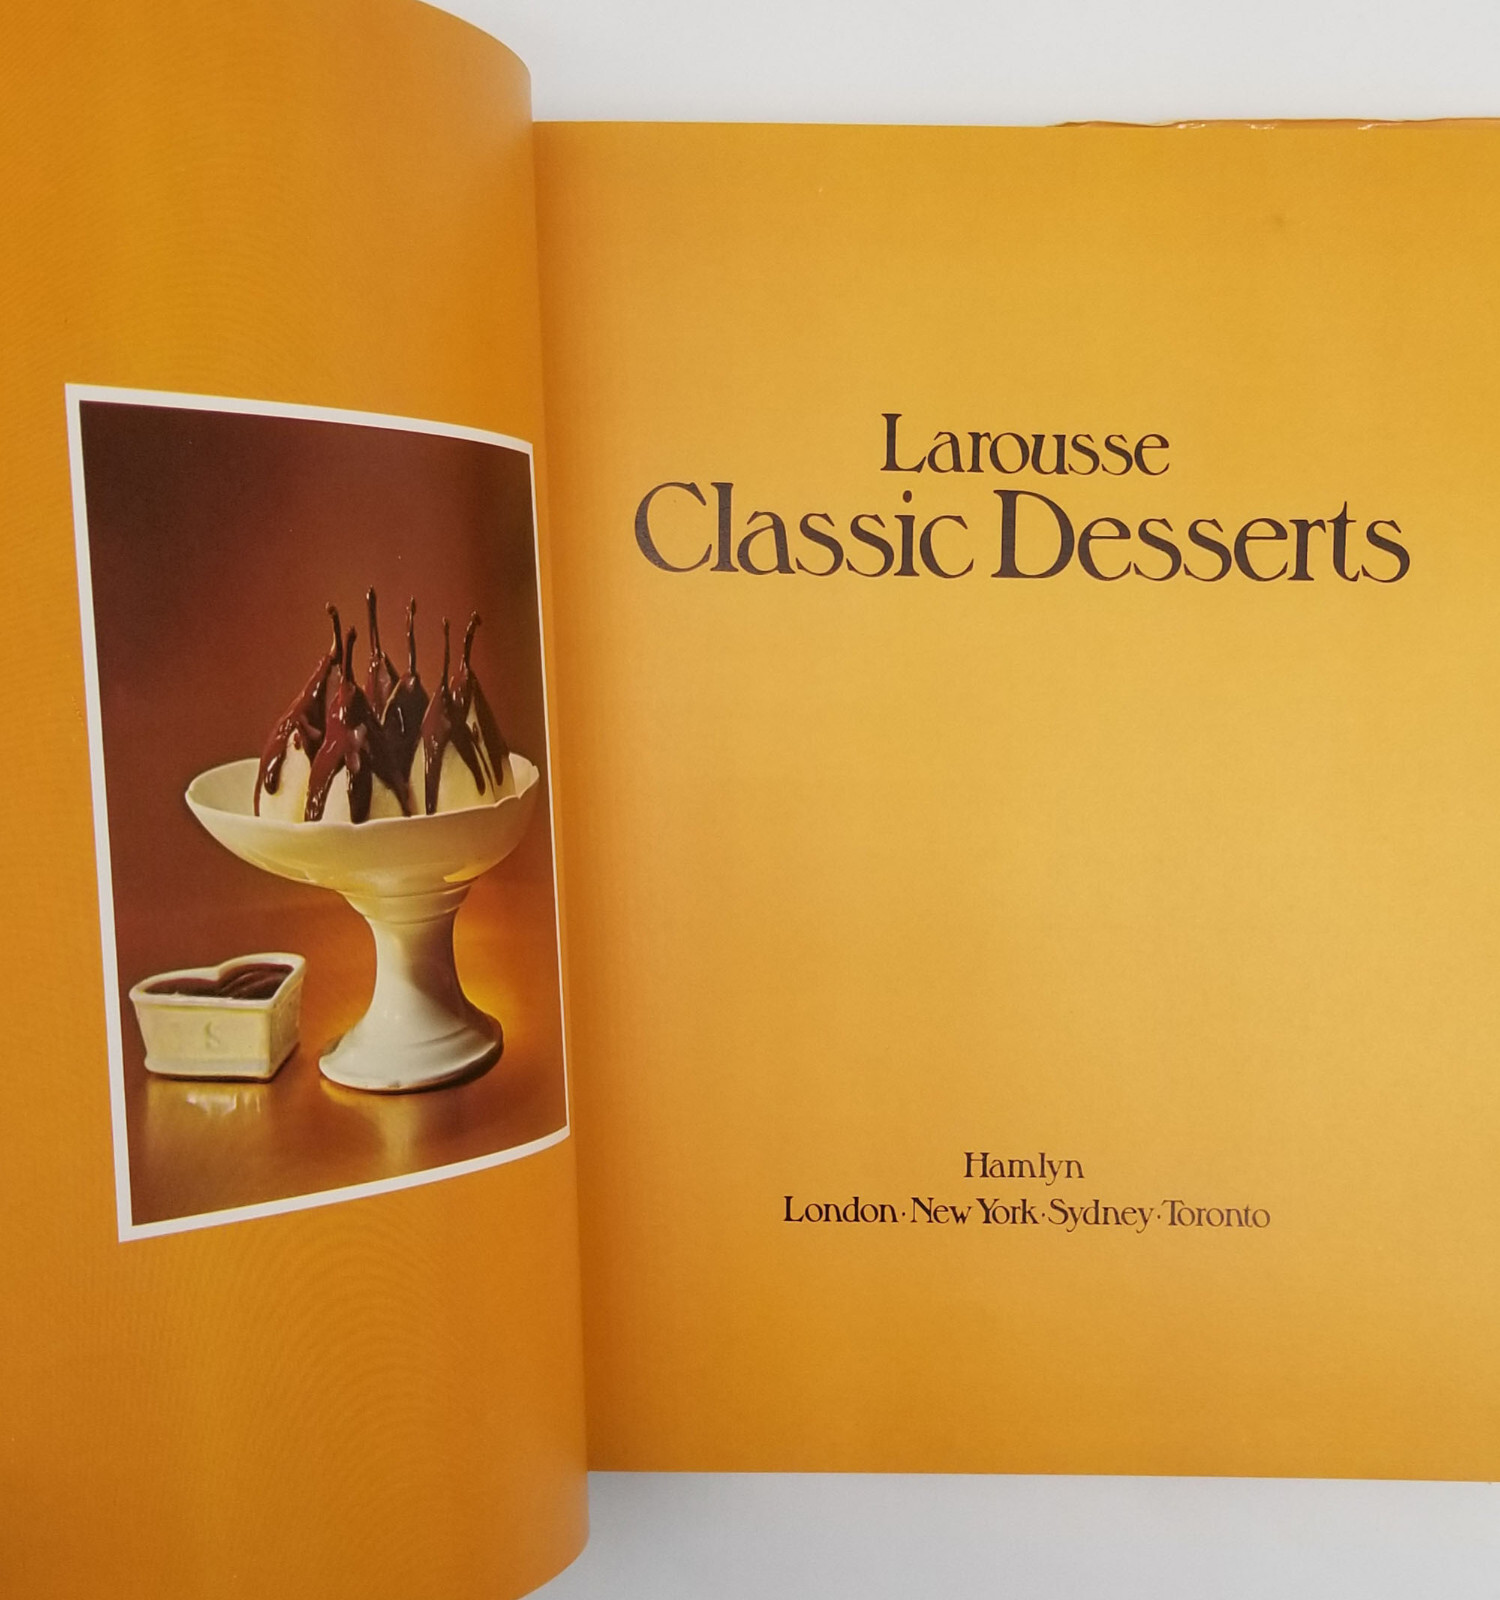 Larousse
Classic Desserts
Hamlyn
London·New York·Sydney·Toronto